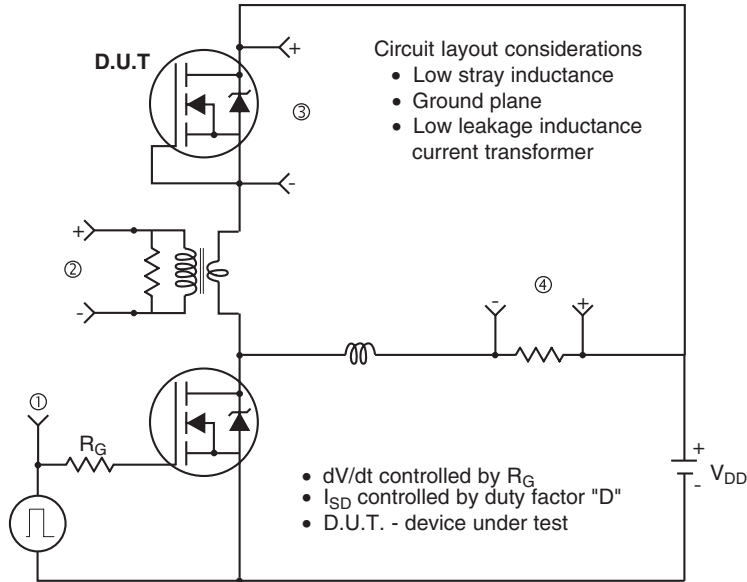 D.U.T
+
-
③
Circuit layout considerations
• Low stray inductance
• Ground plane
• Low leakage inductance
current transformer
+
②
-
-
④
+
①
R_G
+
V_DD
-
• dV/dt controlled by R_G
• I_SD controlled by duty factor "D"
• D.U.T. - device under test